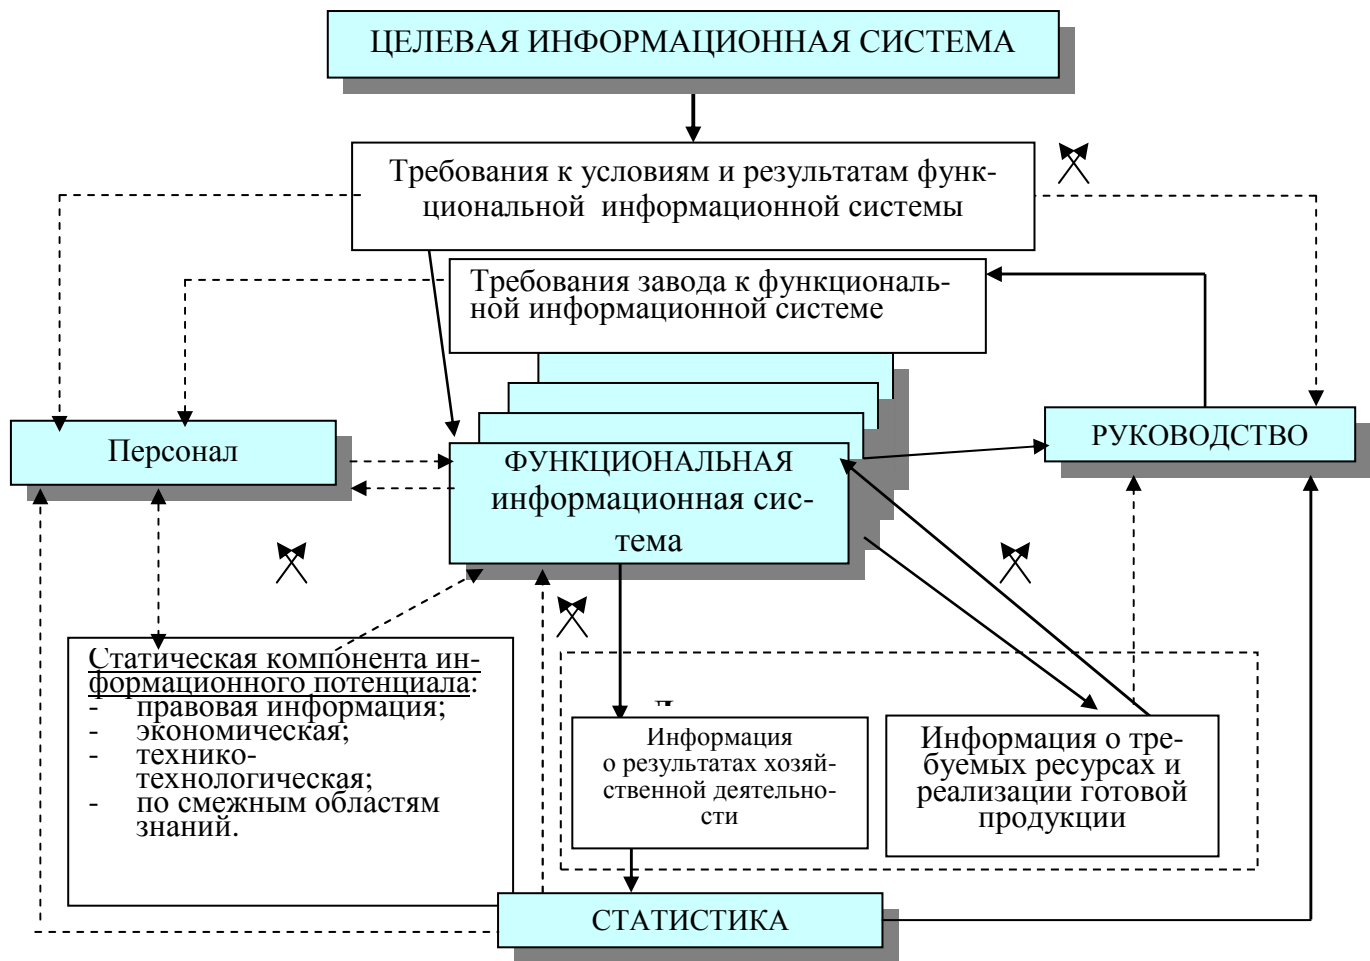 ЦЕЛЕВАЯ ИНФОРМАЦИОННАЯ СИСТЕМА
Требования к условиям и результатам функ-
циональной информационной системы
Требования завода к функциональ-
ной информационной системе
Персонал
РУКОВОДСТВО
ФУНКЦИОНАЛЬНАЯ
информационная сис-
тема
Статическая компонента ин-
формационного потенциала:
- правовая информация;
- экономическая;
- технико-
технологическая;
- по смежным областям
знаний.
Информация
о результатах хозяй-
ственной деятельно-
сти
Информация о тре-
буемых ресурсах и
реализации готовой
продукции
СТАТИСТИКА